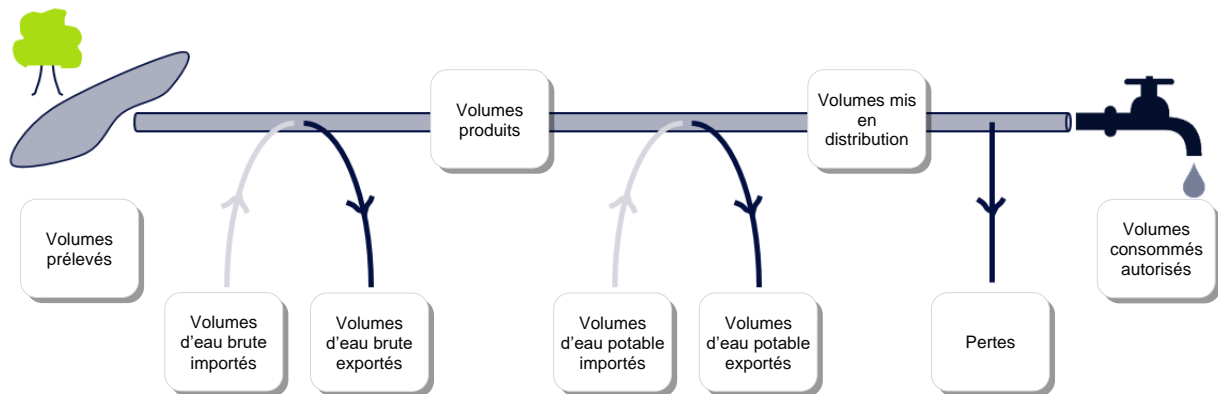 Volumes
prélevés
Volumes
d'eau brute
importés
Volumes
d'eau brute
exportés
Volumes
produits
Volumes
d'eau potable
importés
Volumes
d'eau potable
exportés
Volumes mis
en
distribution
Pertes
Volumes
consommés
autorisés